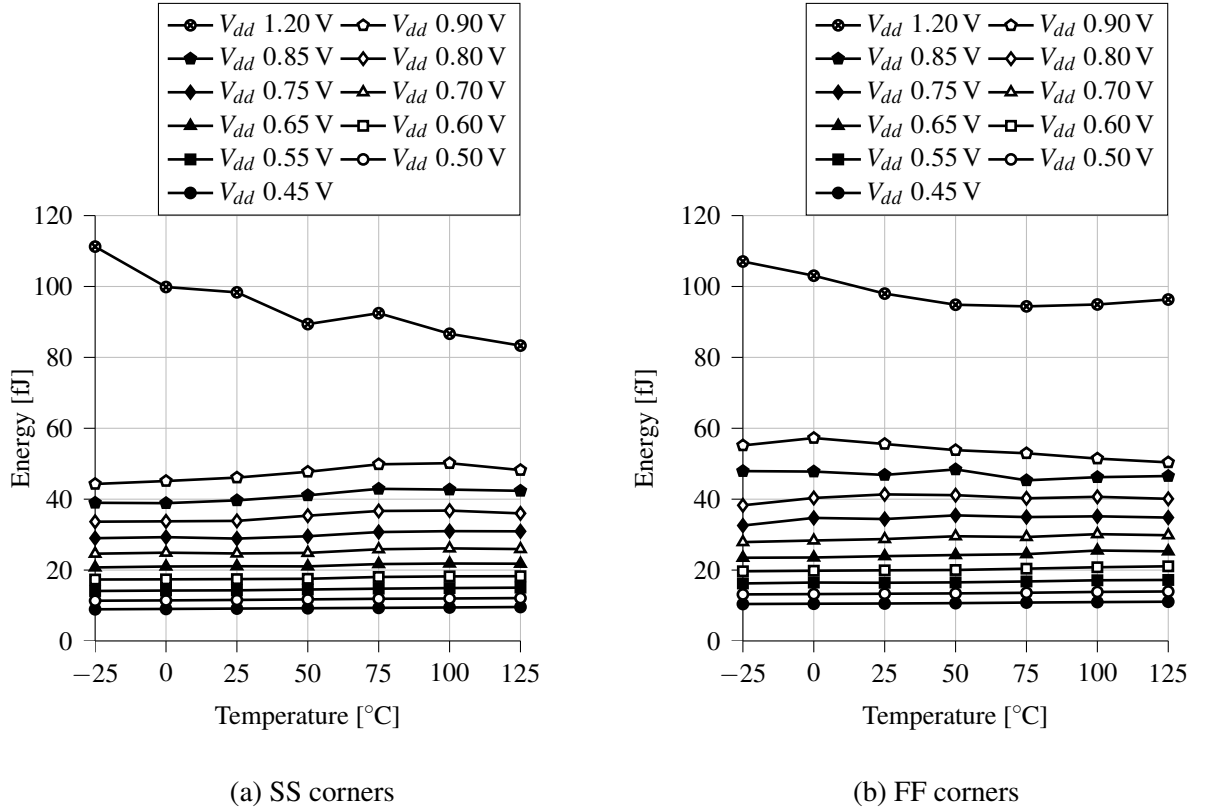 V_dd 1.20 V V_dd 0.90 V
V_dd 0.85 V V_dd 0.80 V
V_dd 0.75 V V_dd 0.70 V
V_dd 0.65 V V_dd 0.60 V
V_dd 0.55 V V_dd 0.50 V
V_dd 0.45 V
120
100
80
60
40
20
0
Energy [fJ]
−25 0 25 50 75 100 125
Temperature [°C]
(a) SS corners
V_dd 1.20 V V_dd 0.90 V
V_dd 0.85 V V_dd 0.80 V
V_dd 0.75 V V_dd 0.70 V
V_dd 0.65 V V_dd 0.60 V
V_dd 0.55 V V_dd 0.50 V
V_dd 0.45 V
120
100
80
60
40
20
0
Energy [fJ]
−25 0 25 50 75 100 125
Temperature [°C]
(b) FF corners